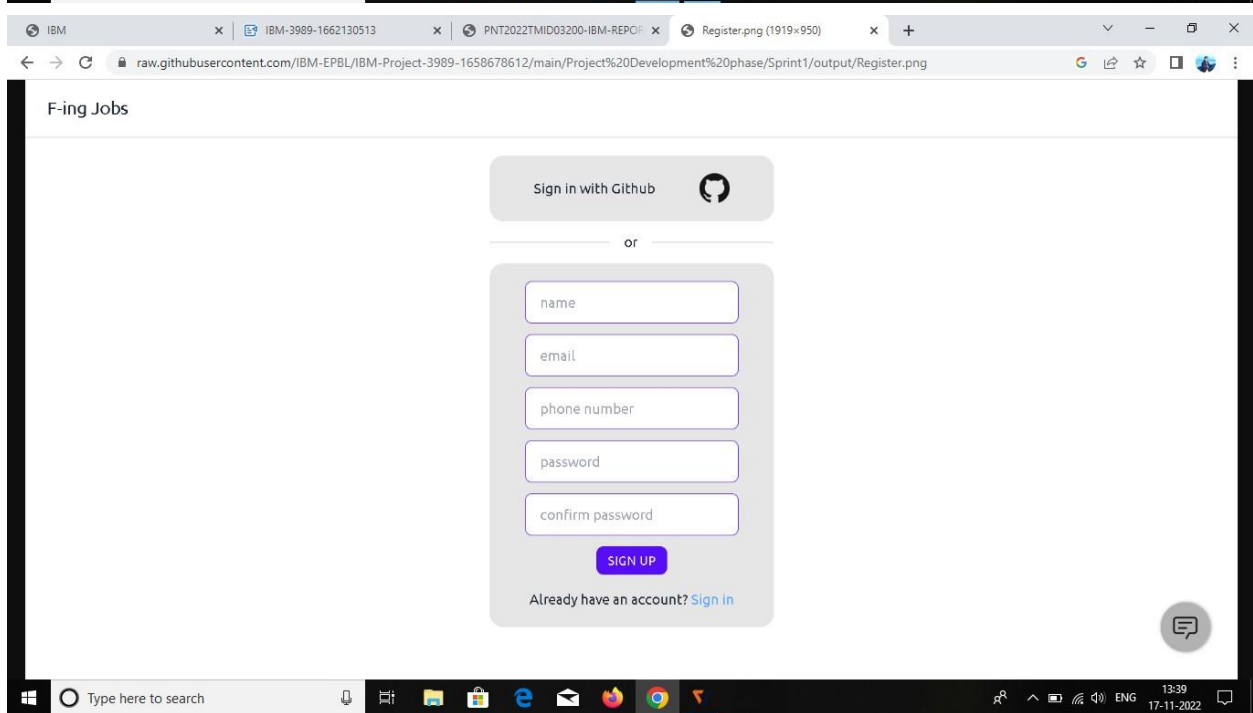 IBM
IBM-3989-1662130513
PNT2022TMID03200-IBM-REPOR
Register.png (1919×950)
raw.githubusercontent.com/IBM-EPBL/IBM-Project-3989-1658678612/main/Project%20Development%20phase/Sprint1/output/Register.png
F-ing Jobs
Sign in with Github
or
name
email
phone number
password
confirm password
SIGN UP
Already have an account? Sign in
Type here to search
ENG
13:39
17-11-2022